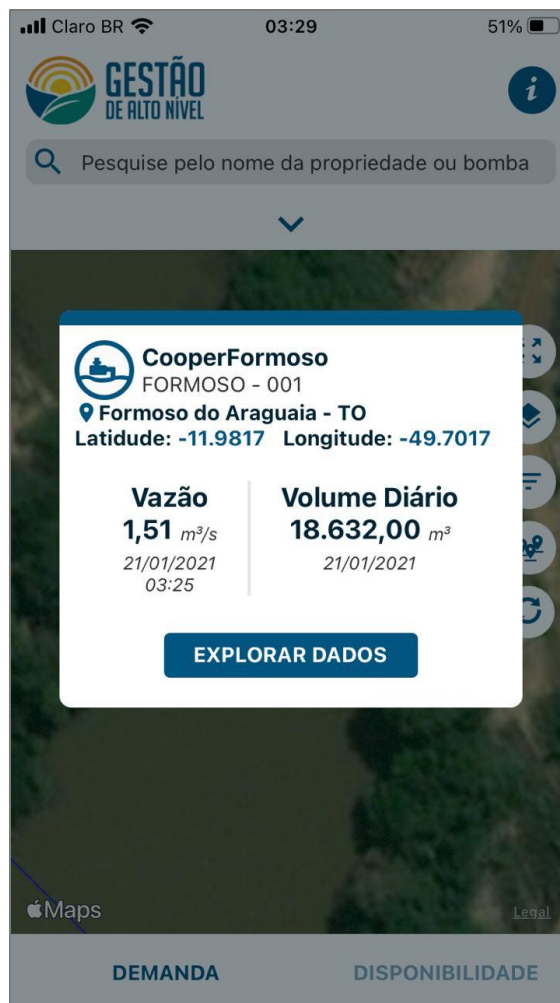 Claro BR 03:29 51%
GESTÃO
DE ALTO NÍVEL
i
Pesquise pelo nome da propriedade ou bomba
CooperFormoso
FORMOSO - 001
Formoso do Araguaia - TO
Latidude: -11.9817 Longitude: -49.7017
Vazão
1,51 m³/s
21/01/2021
03:25
Volume Diário
18.632,00 m³
21/01/2021
EXPLORAR DADOS
Maps
Legal
DEMANDA DISPONIBILIDADE